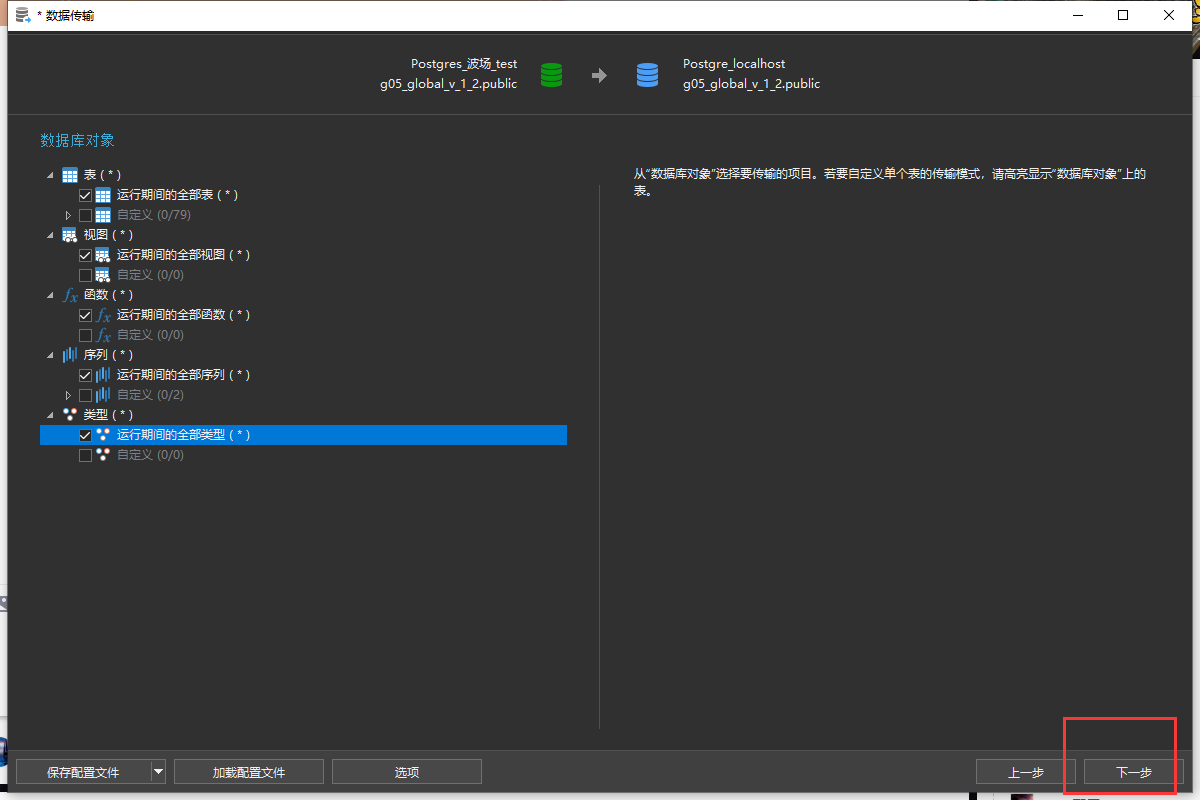 * 数据传输
Postgres_波场_test
g05_global_v_1_2.public
Postgre_localhost
g05_global_v_1_2.public
数据库对象
表 ( * )
运行期间的全部表 ( * )
自定义 (0/79)
视图 ( * )
运行期间的全部视图 ( * )
自定义 (0/0)
fx 函数 ( * )
fx 运行期间的全部函数 ( * )
fx 自定义 (0/0)
序列 ( * )
运行期间的全部序列 ( * )
自定义 (0/2)
类型 ( * )
运行期间的全部类型 ( * )
自定义 (0/0)
从“数据库对象”选择要传输的项目。若要自定义单个表的传输模式，请高亮显示“数据库对象”上的
表。
保存配置文件
加载配置文件
选项
上一步
下一步